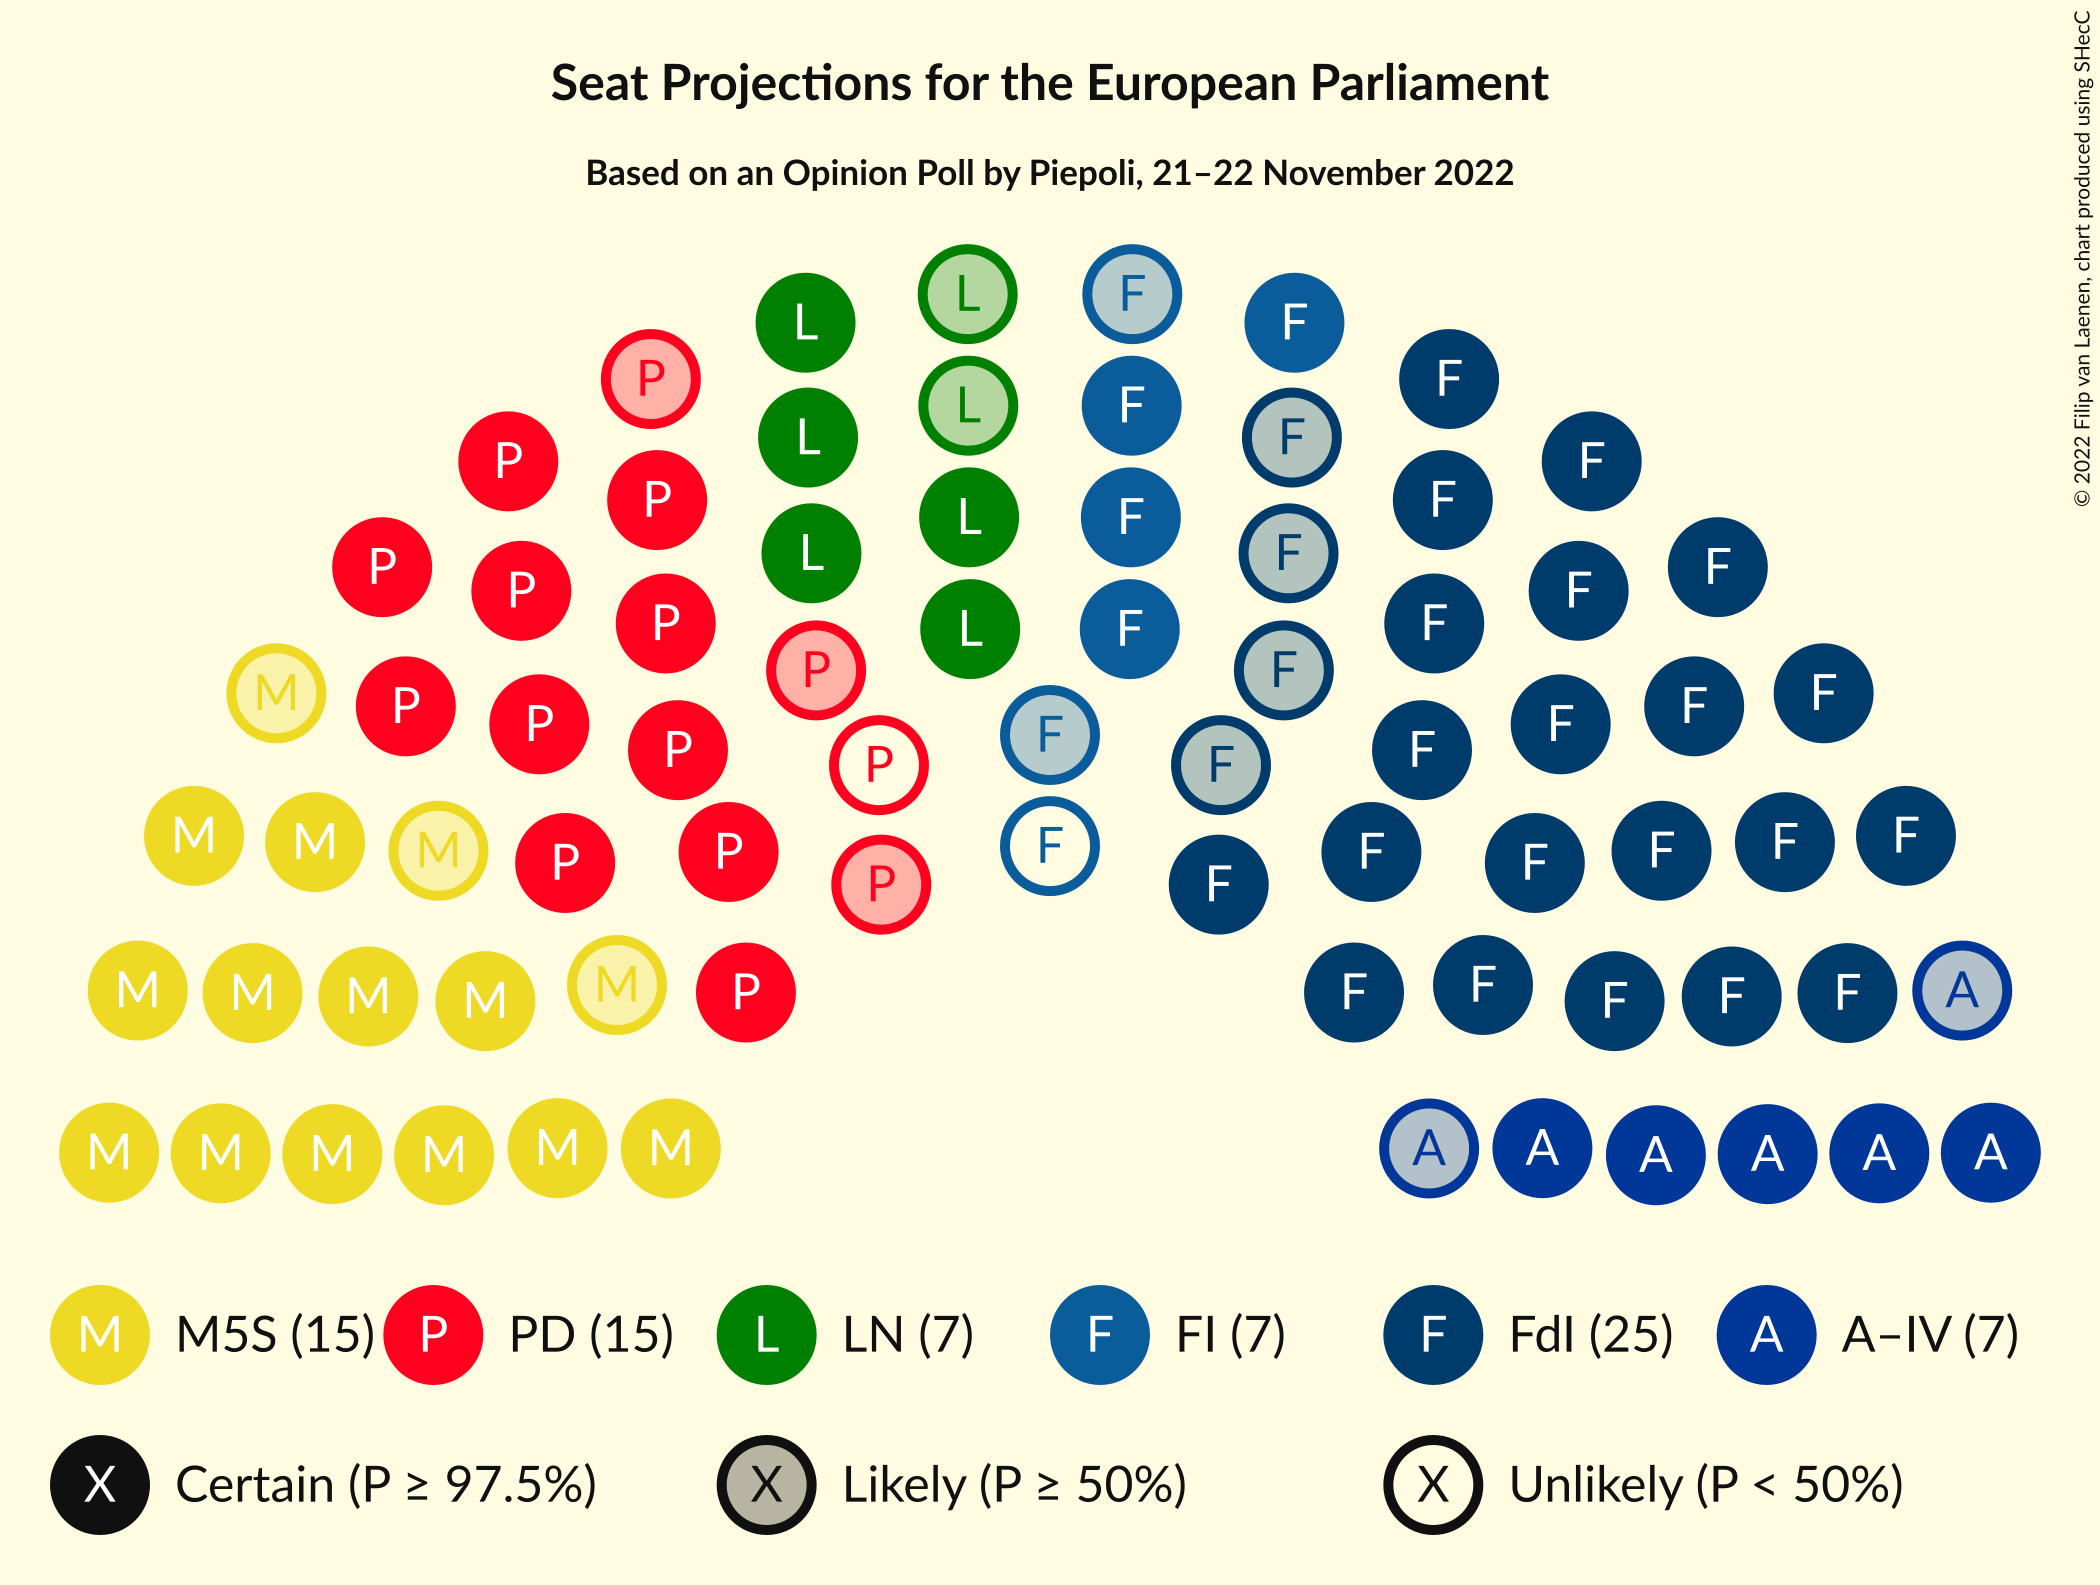 Seat Projections for the European Parliament
Based on an Opinion Poll by Piepoli, 21–22 November 2022
© 2022 Filip van Laenen, chart produced using SHecC
L F
L F
P F
L F
L F
P F
P F
P F
L F
L F
P F
P F
P F
L F
P F
M F
P F
P F
P F
P F
F
M F
M F
M F
P F
P F
F
P F
M A
M F
M F
M F
M F
P F
M M M M M M A A A A A A
M M5S (15) P PD (15) L LN (7) F FI (7) F FdI (25) A A–IV (7)
X Certain (P ≥ 97.5%) X Likely (P ≥ 50%) X Unlikely (P < 50%)